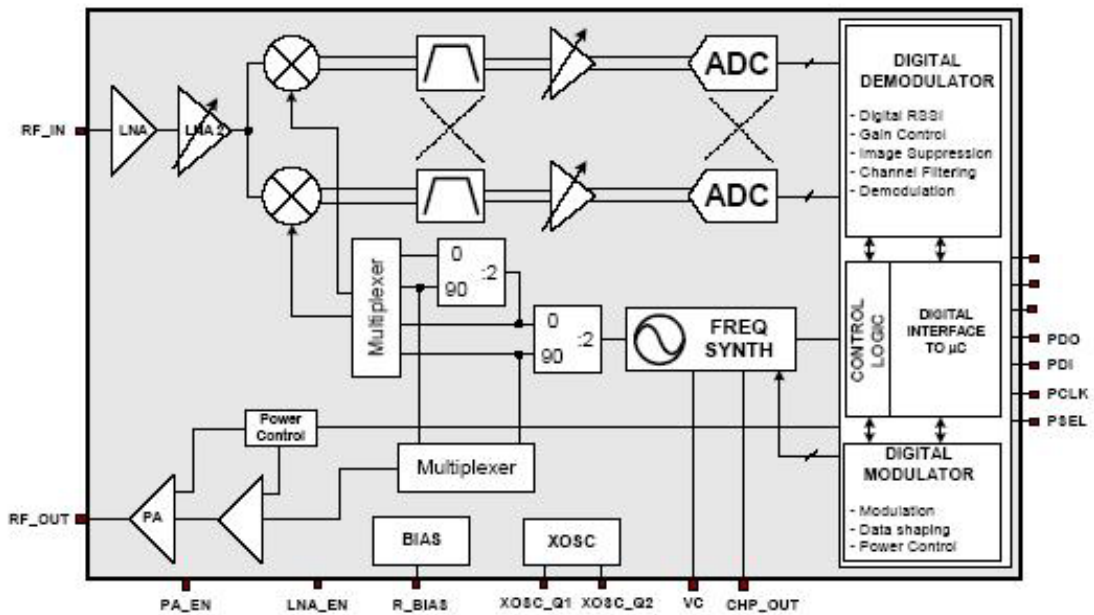 RF_IN
LNA
LNA 2
ADC
ADC
DIGITAL
DEMODULATOR
- Digital RSSI
- Gain Control
- Image Suppression
- Channel Filtering
- Demodulation
Multiplexer
0
:2
90
0
:2
90
FREQ
SYNTH
CONTROL
LOGIC
DIGITAL
INTERFACE
TO µC
PDO
PDI
PCLK
PSEL
Power
Control
Multiplexer
DIGITAL
MODULATOR
- Modulation
- Data shaping
- Power Control
RF_OUT
PA
BIAS
XOSC
PA_EN
LNA_EN
R_BIAS
XOSC_Q1
XOSC_Q2
VC
CHP_OUT